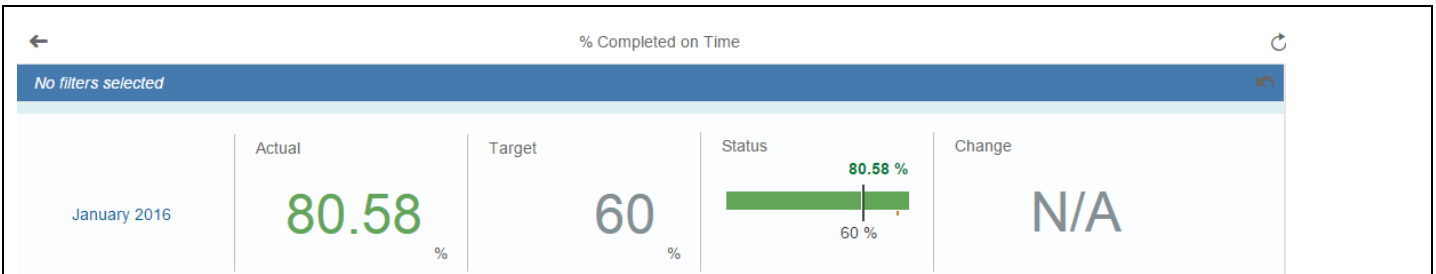 % Completed on Time
No filters selected
January 2016
Actual
80.58
%
Target
60
%
Status
80.58 %
60 %
Change
N/A